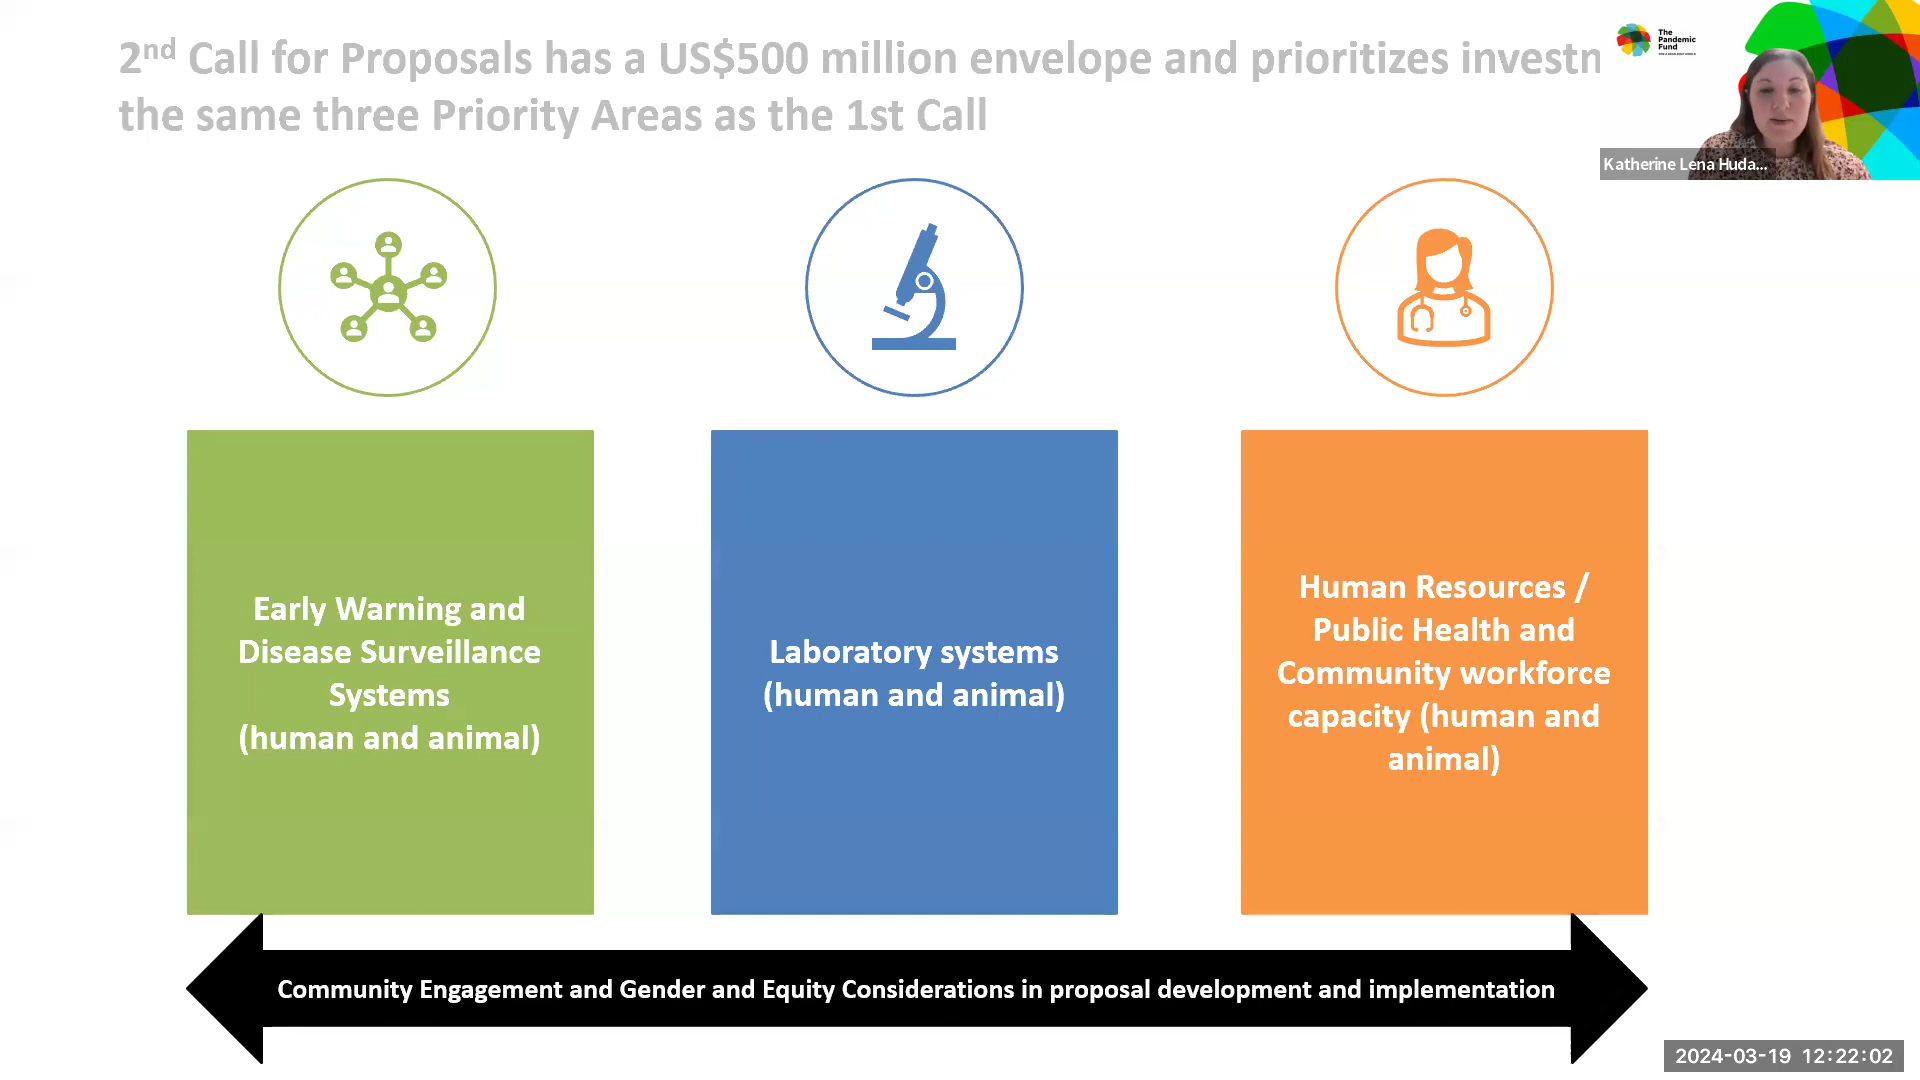 2nd Call for Proposals has a US$500 million envelope and prioritizes investn
the same three Priority Areas as the 1st Call
The
Pandemic
Fund
Katherine Lena Huda...
Early Warning and
Disease Surveillance
Systems
(human and animal)
Laboratory systems
(human and animal)
Human Resources /
Public Health and
Community workforce
capacity (human and
animal)
Community Engagement and Gender and Equity Considerations in proposal development and implementation
2024-03-19 12:22:02